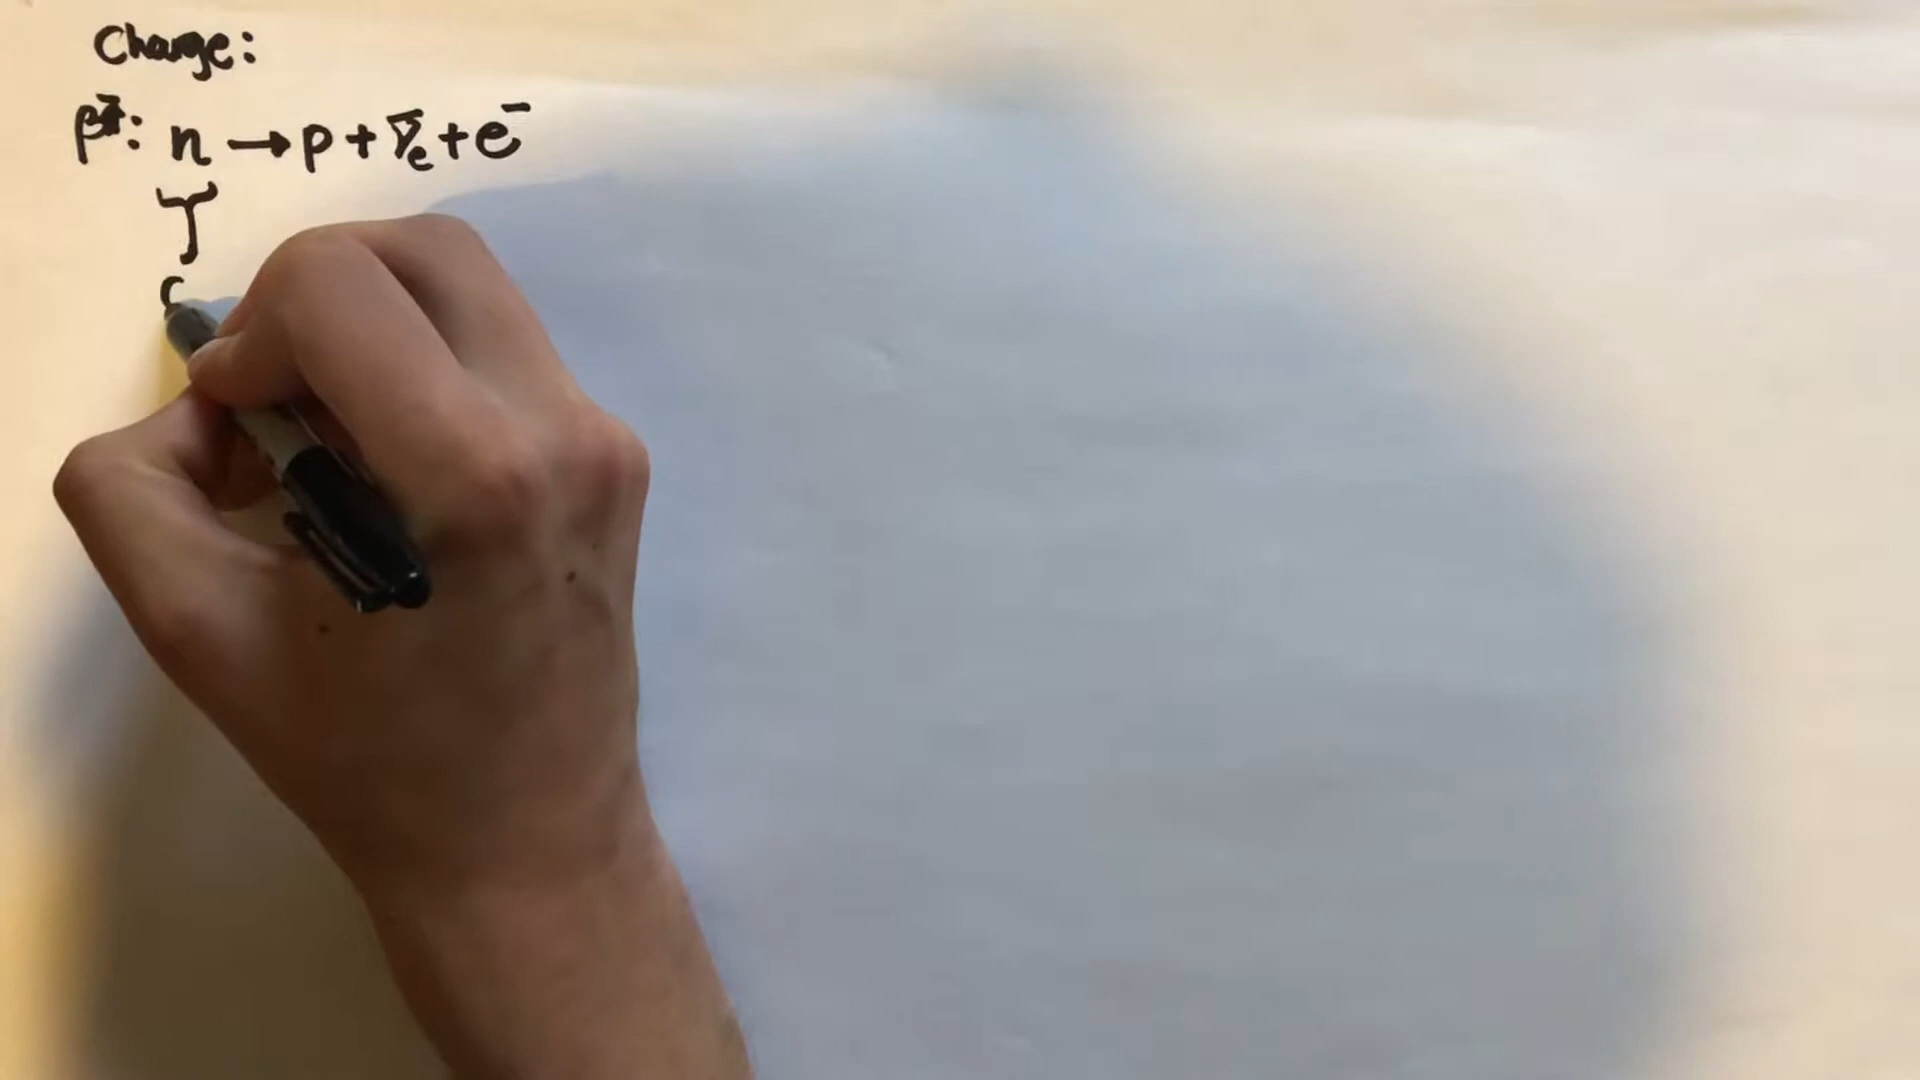 Charge:
β⁻: n → p + ν̅ₑ + e⁻